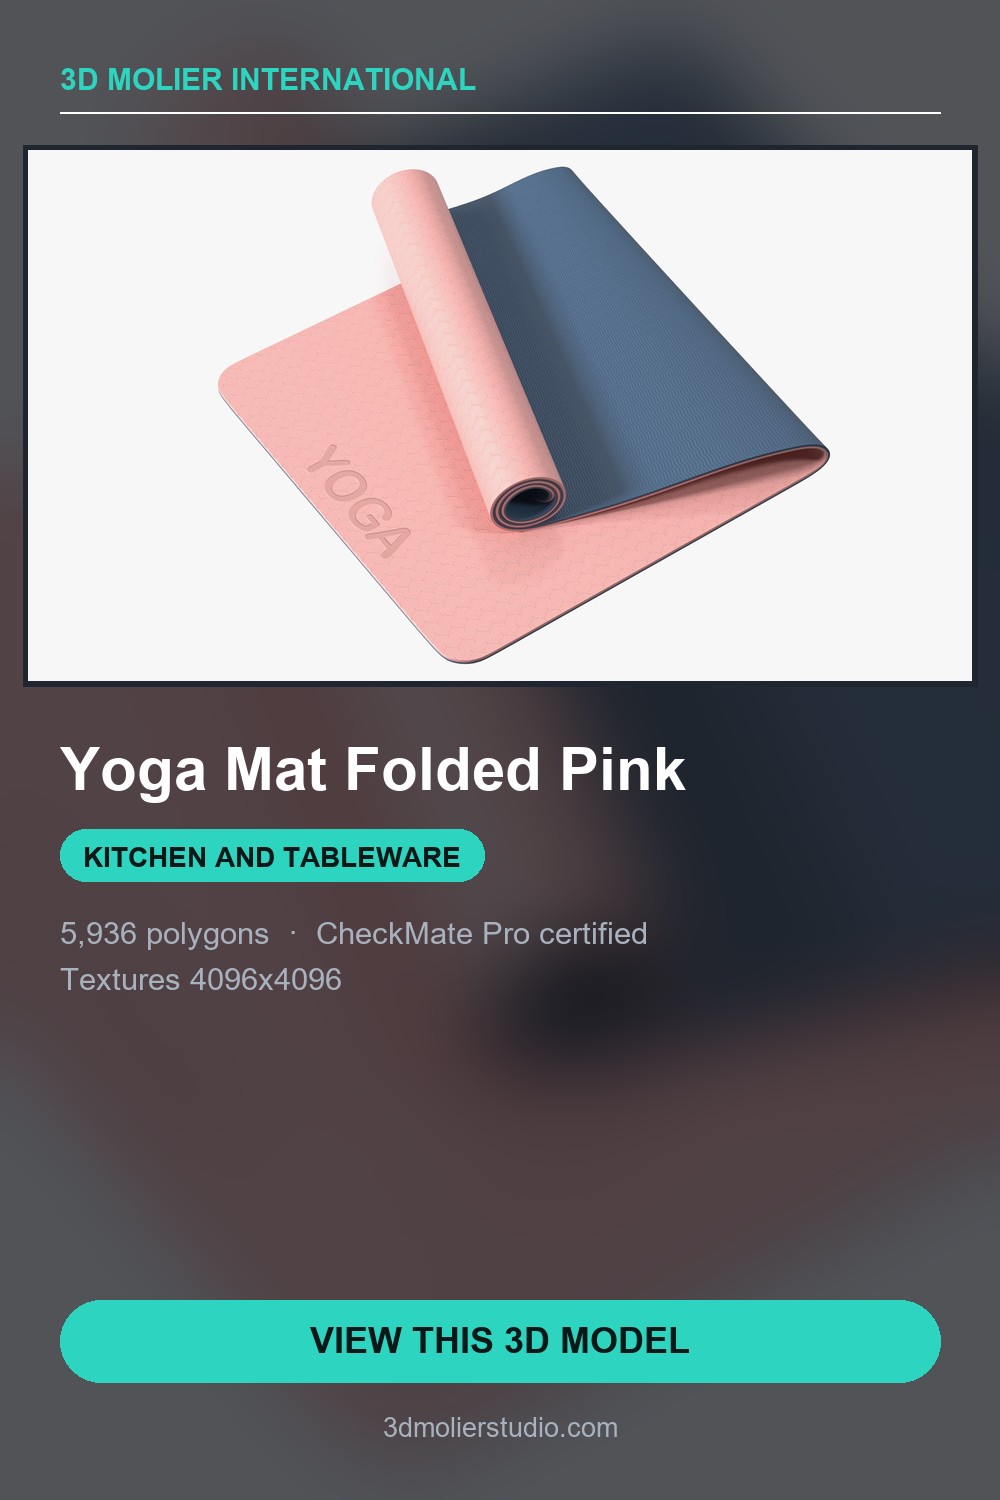 3D MOLIER INTERNATIONAL
YOGA
Yoga Mat Folded Pink
KITCHEN AND TABLEWARE
5,936 polygons · CheckMate Pro certified
Textures 4096x4096
VIEW THIS 3D MODEL
3dmolierstudio.com